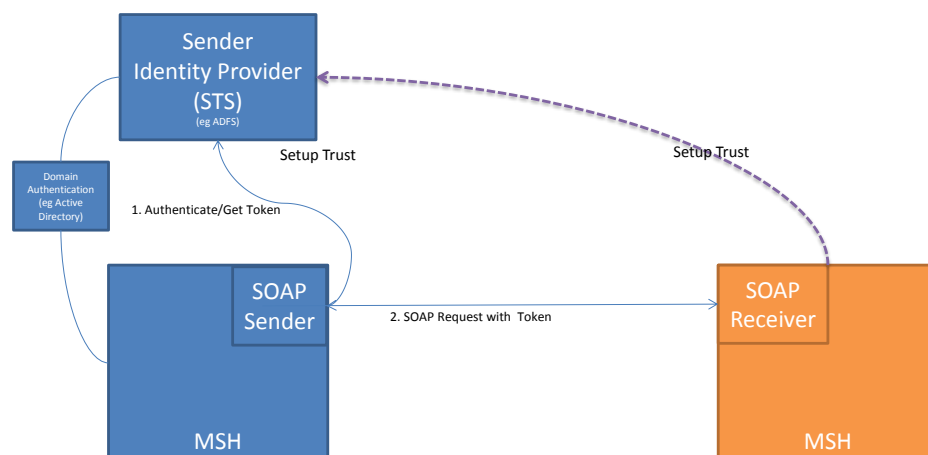 Sender
Identity Provider
(STS)
(eg ADFS)
Setup Trust
Setup Trust
Domain
Authentication
(eg Active
Directory)
1. Authenticate/Get Token
SOAP
Sender
SOAP
Receiver
2. SOAP Request with Token
MSH
MSH